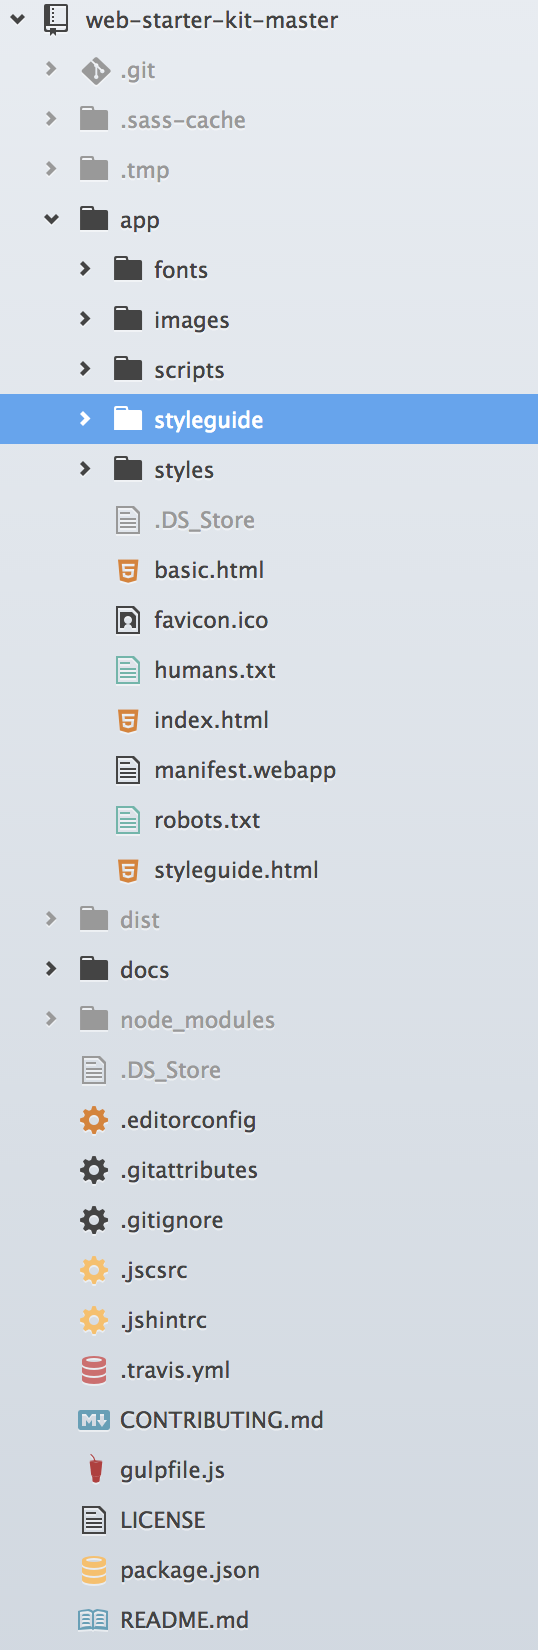 web-starter-kit-master
.git
.sass-cache
.tmp
app
fonts
images
scripts
styleguide
styles
.DS_Store
basic.html
favicon.ico
humans.txt
index.html
manifest.webapp
robots.txt
styleguide.html
dist
docs
node_modules
.DS_Store
.editorconfig
.gitattributes
.gitignore
.jscsrc
.jshintrc
.travis.yml
CONTRIBUTING.md
gulpfile.js
LICENSE
package.json
README.md